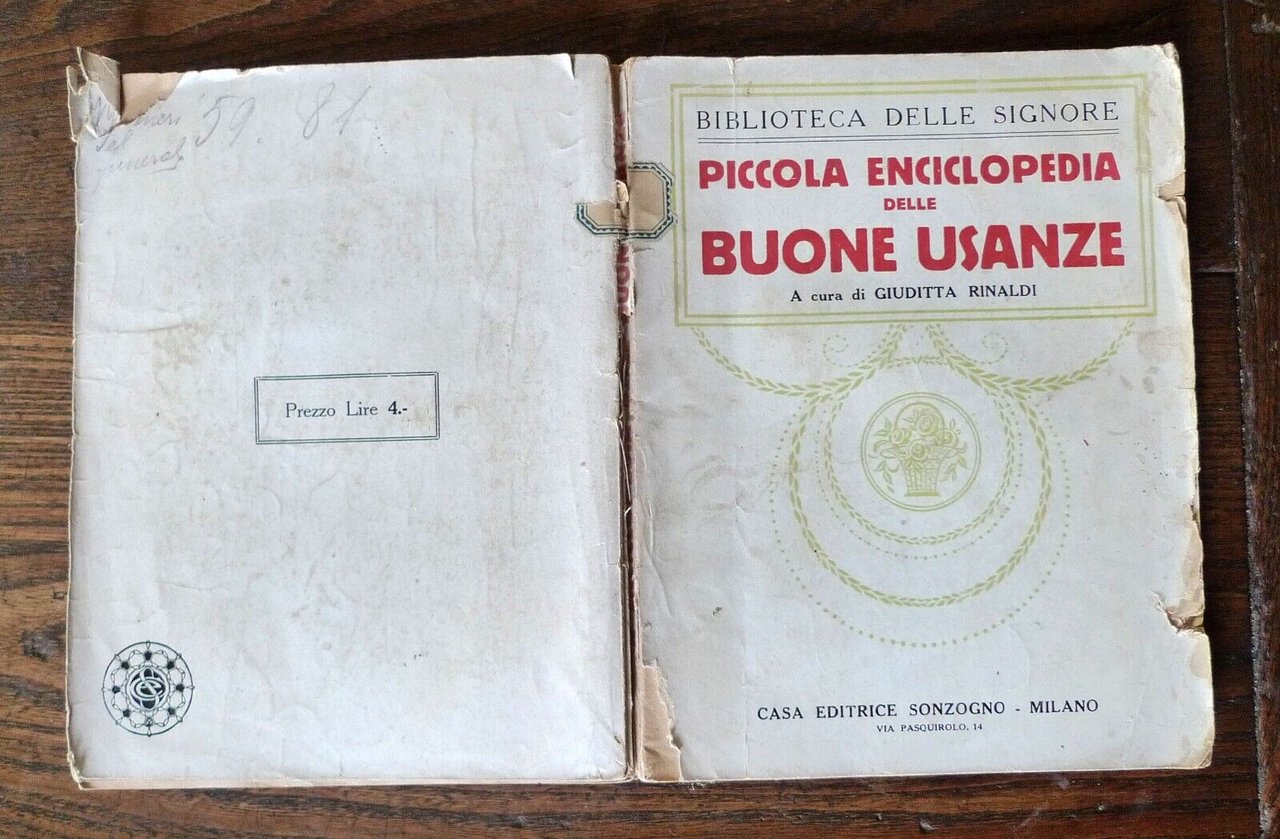 59. 81
Prezzo Lire 4.-
BIBLIOTECA DELLE SIGNORE
PICCOLA ENCICLOPEDIA
DELLE
BUONE USANZE
A cura di GIUDITTA RINALDI
CASA EDITRICE SONZOGNO - MILANO
VIA PASQUIROLO, 14